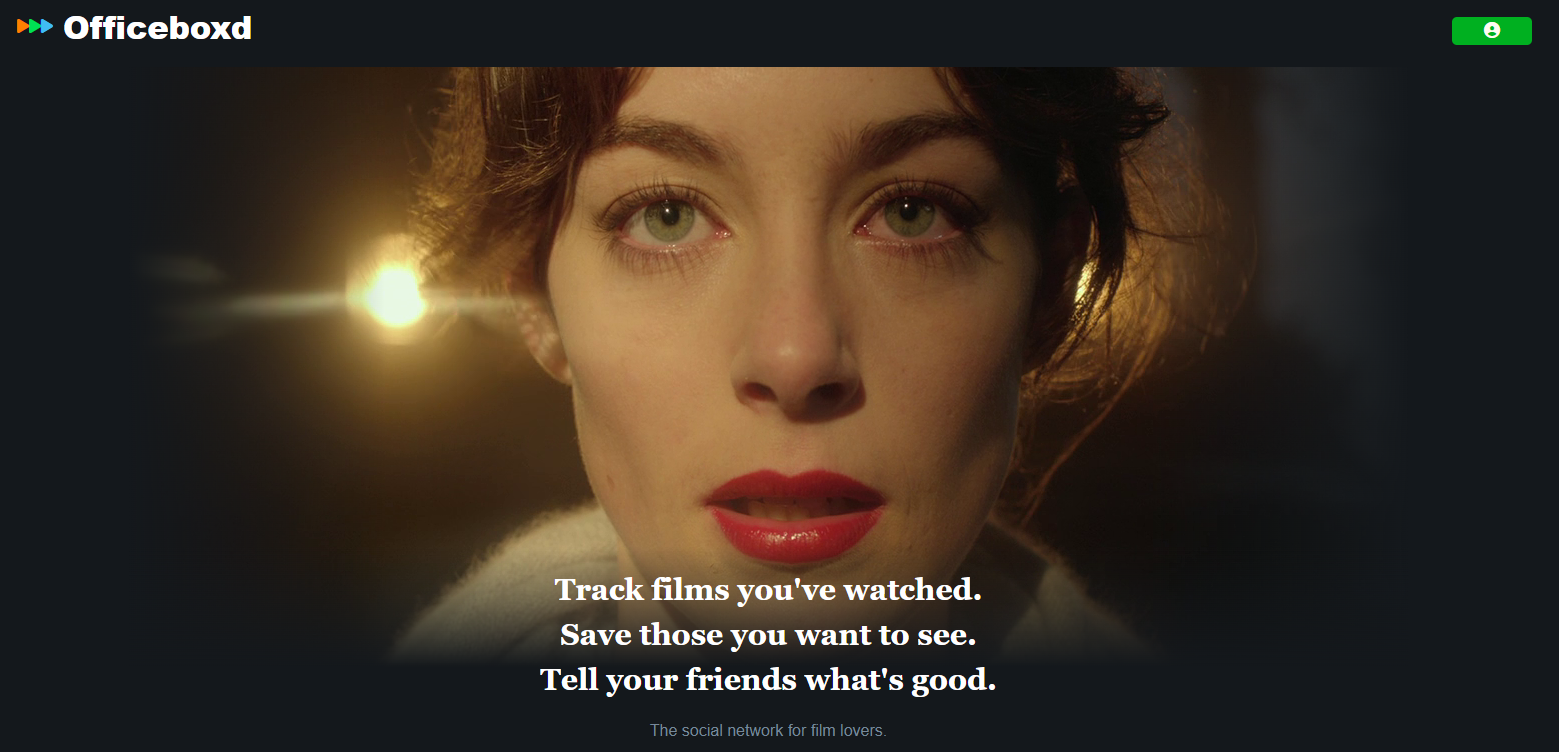 Officeboxd
Track films you've watched.
Save those you want to see.
Tell your friends what's good.
The social network for film lovers.